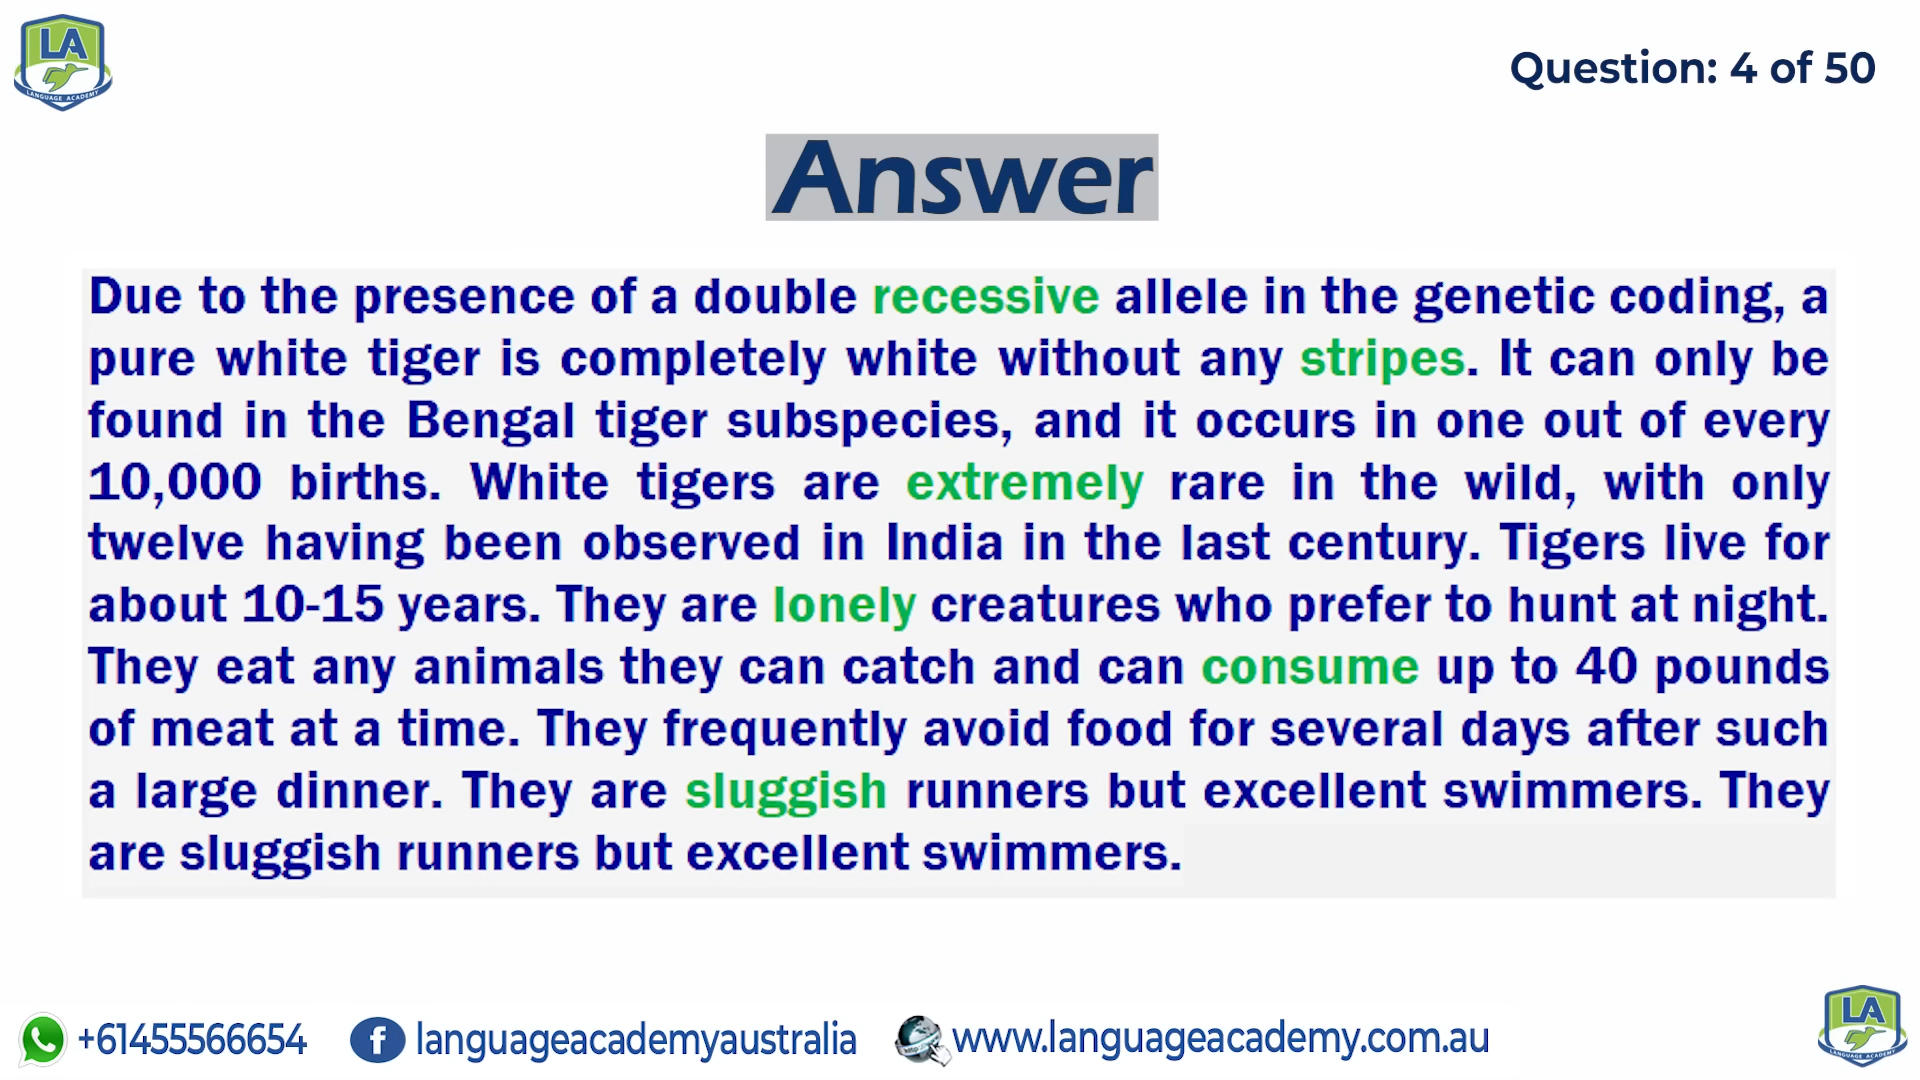 LA
LANGUAGE ACADEMY
Question: 4 of 50
Answer
Due to the presence of a double recessive allele in the genetic coding, a
pure white tiger is completely white without any stripes. It can only be
found in the Bengal tiger subspecies, and it occurs in one out of every
10,000 births. White tigers are extremely rare in the wild, with only
twelve having been observed in India in the last century. Tigers live for
about 10-15 years. They are lonely creatures who prefer to hunt at night.
They eat any animals they can catch and can consume up to 40 pounds
of meat at a time. They frequently avoid food for several days after such
a large dinner. They are sluggish runners but excellent swimmers. They
are sluggish runners but excellent swimmers.
+61455566654
f
languageacademyaustralia
www.languageacademy.com.au
LA
LANGUAGE ACADEMY